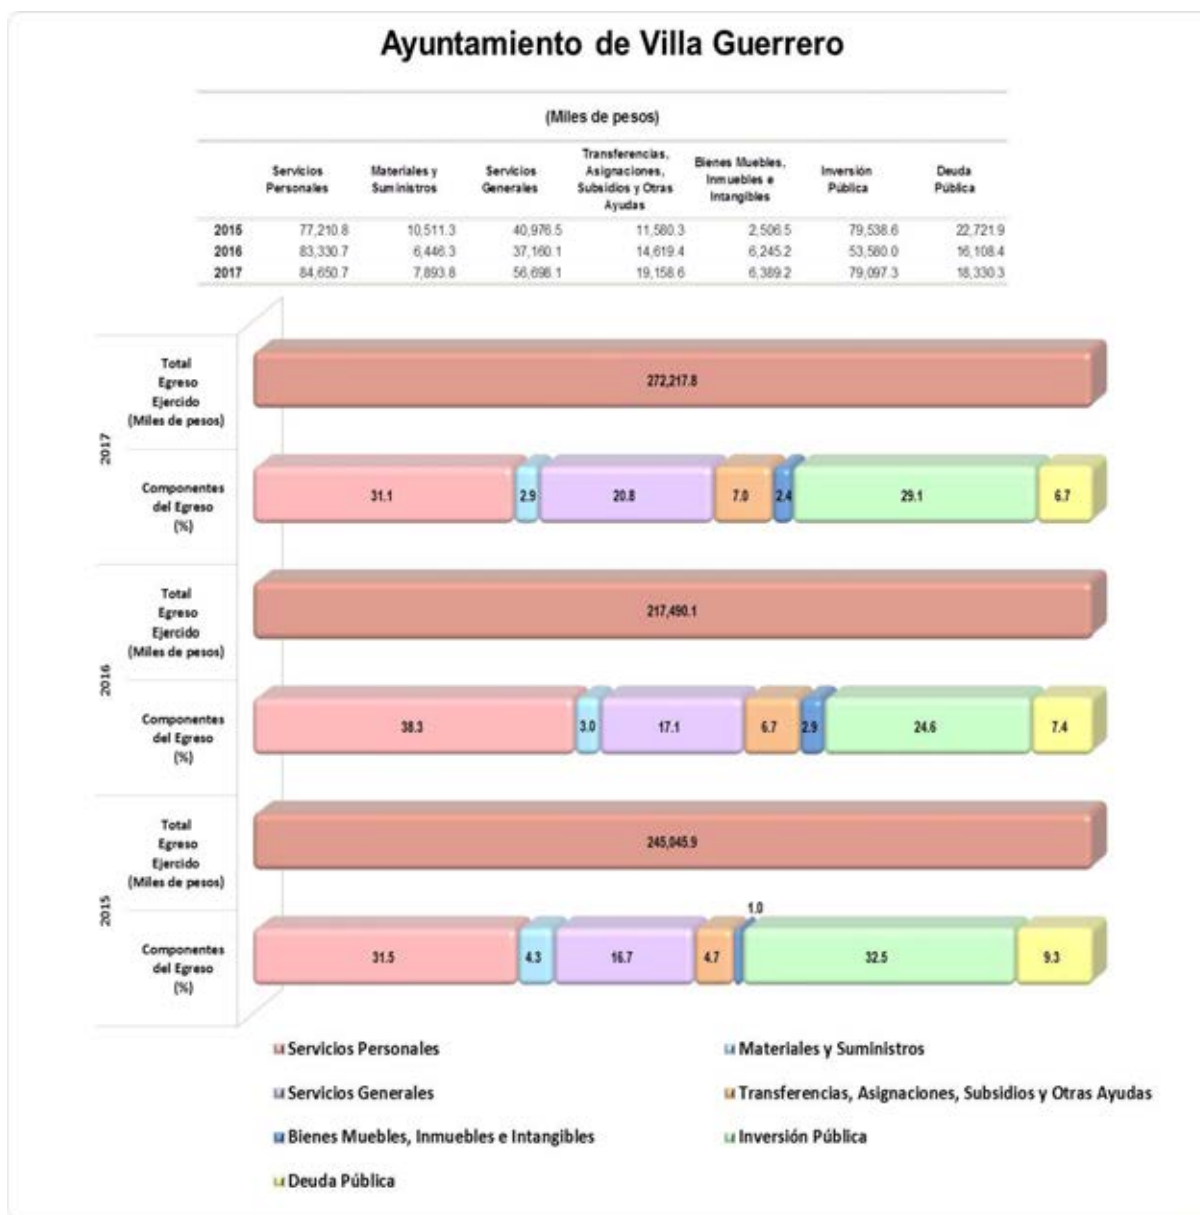 Ayuntamiento de Villa Guerrero
(Miles de pesos)
Servicios Personales Materiales y Suministros Servicios Generales Transferencias, Asignaciones, Subsidios y Otras Ayudas Bienes Muebles, Inmuebles e Intangibles Inversión Pública Deuda Pública
2015 77,210.8 10,511.3 40,976.5 11,580.3 2,506.5 79,538.6 22,721.9
2016 83,330.7 6,446.3 37,160.1 14,619.4 6,245.2 53,580.0 16,108.4
2017 84,650.7 7,893.8 56,698.1 19,158.6 6,389.2 79,097.3 18,330.3
2017
Total
Egreso
Ejercido
(Miles de pesos)
272,217.8
Componentes
del Egreso
(%)
31.1 2.9 20.8 7.0 2.4 29.1 6.7
2016
Total
Egreso
Ejercido
(Miles de pesos)
217,490.1
Componentes
del Egreso
(%)
38.3 3.0 17.1 6.7 2.9 24.6 7.4
2015
Total
Egreso
Ejercido
(Miles de pesos)
245,045.9
Componentes
del Egreso
(%)
1.0
31.5 4.3 16.7 4.7 32.5 9.3
Servicios Personales Materiales y Suministros
Servicios Generales Transferencias, Asignaciones, Subsidios y Otras Ayudas
Bienes Muebles, Inmuebles e Intangibles Inversión Pública
Deuda Pública